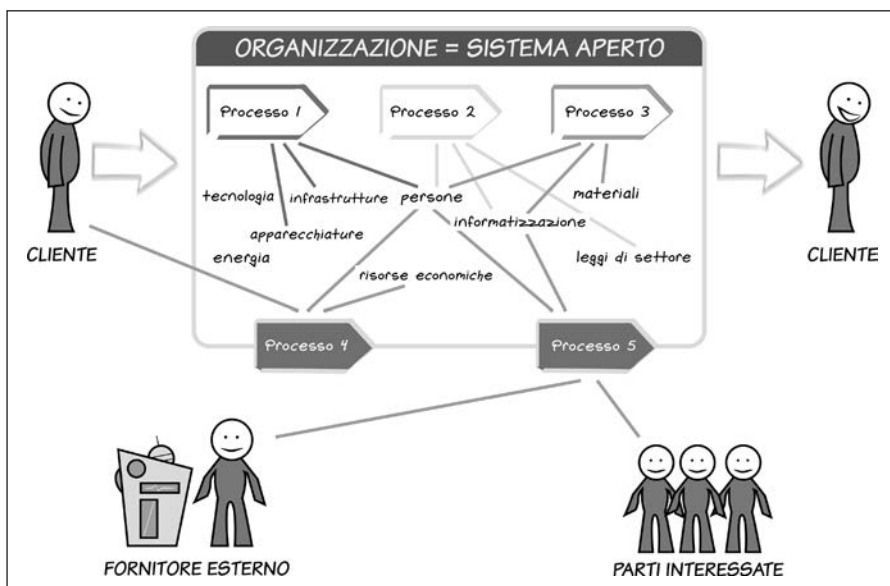 ORGANIZZAZIONE = SISTEMA APERTO
Processo 1
Processo 2
Processo 3
tecnologia
infrastrutture
persone
materiali
apparecchiature
informatizzazione
energia
leggi di settore
risorse economiche
CLIENTE
CLIENTE
Processo 4
Processo 5
FORNITORE ESTERNO
PARTI INTERESSATE